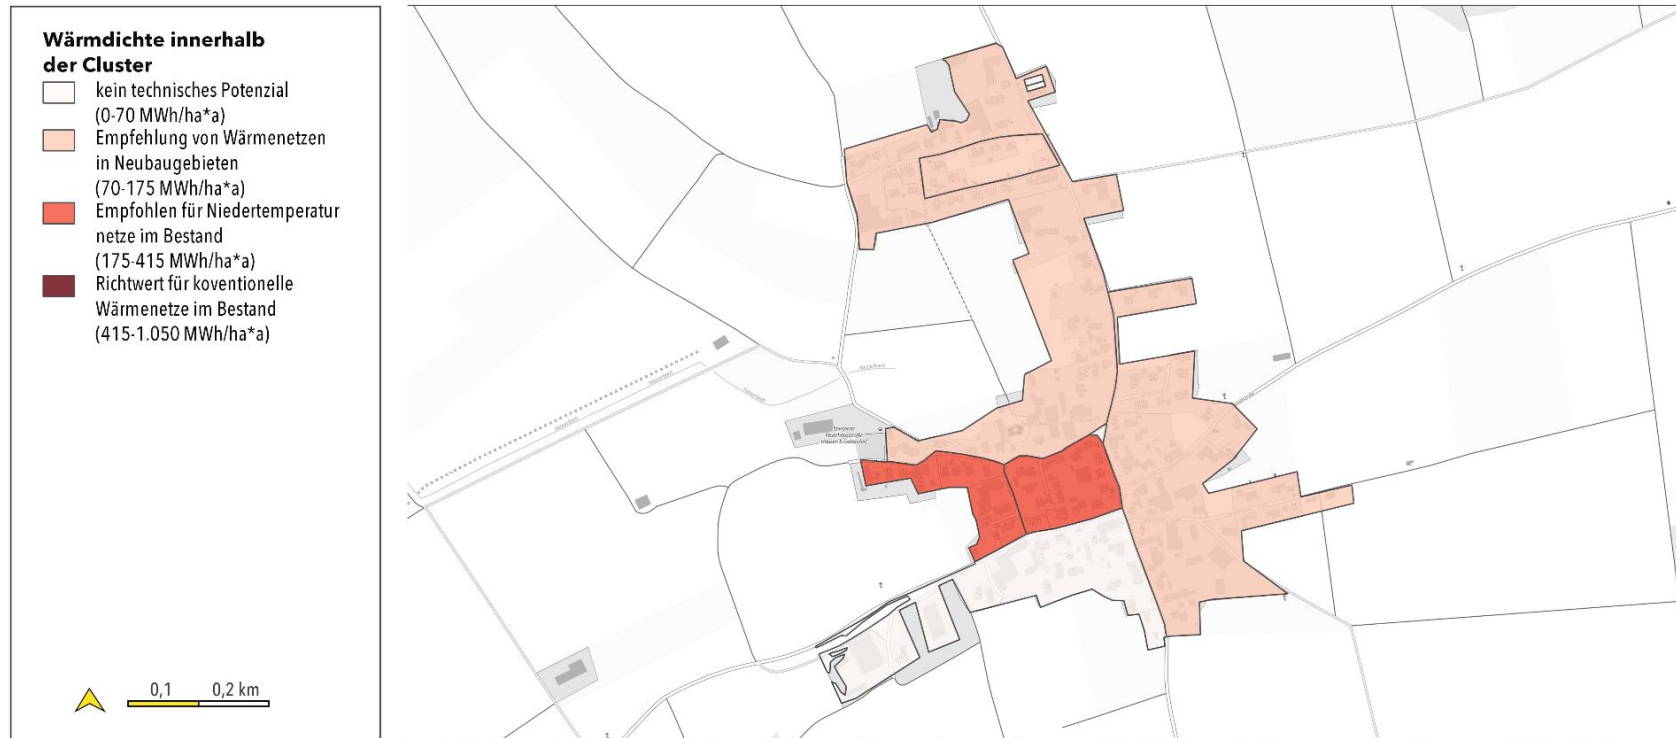 Wärmdichte innerhalb
der Cluster
kein technisches Potenzial
(0-70 MWh/ha*a)
Empfehlung von Wärmenetzen
in Neubaugebieten
(70-175 MWh/ha*a)
Empfohlen für Niedertemperatur
netze im Bestand
(175-415 MWh/ha*a)
Richtwert für koventionelle
Wärmenetze im Bestand
(415-1.050 MWh/ha*a)
0,1 0,2 km